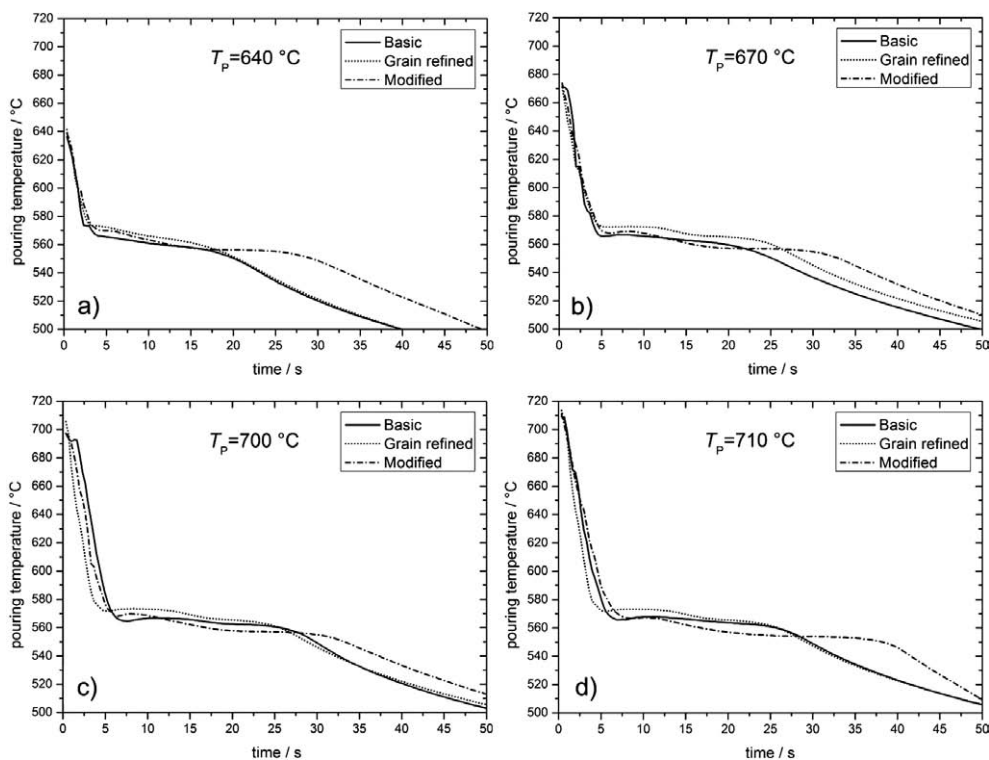 720
700
680
660
640
620
600
580
560
540
520
500
pouring temperature / °C
T_P=640 °C
Basic
Grain refined
Modified
a)
0 5 10 15 20 25 30 35 40 45 50
time / s
720
700
680
660
640
620
600
580
560
540
520
500
pouring temperature / °C
T_P=670 °C
Basic
Grain refined
Modified
b)
0 5 10 15 20 25 30 35 40 45 50
time / s
720
700
680
660
640
620
600
580
560
540
520
500
pouring temperature / °C
T_P=700 °C
Basic
Grain refined
Modified
c)
0 5 10 15 20 25 30 35 40 45 50
time / s
720
700
680
660
640
620
600
580
560
540
520
500
pouring temperature / °C
T_P=710 °C
Basic
Grain refined
Modified
d)
0 5 10 15 20 25 30 35 40 45 50
time / s